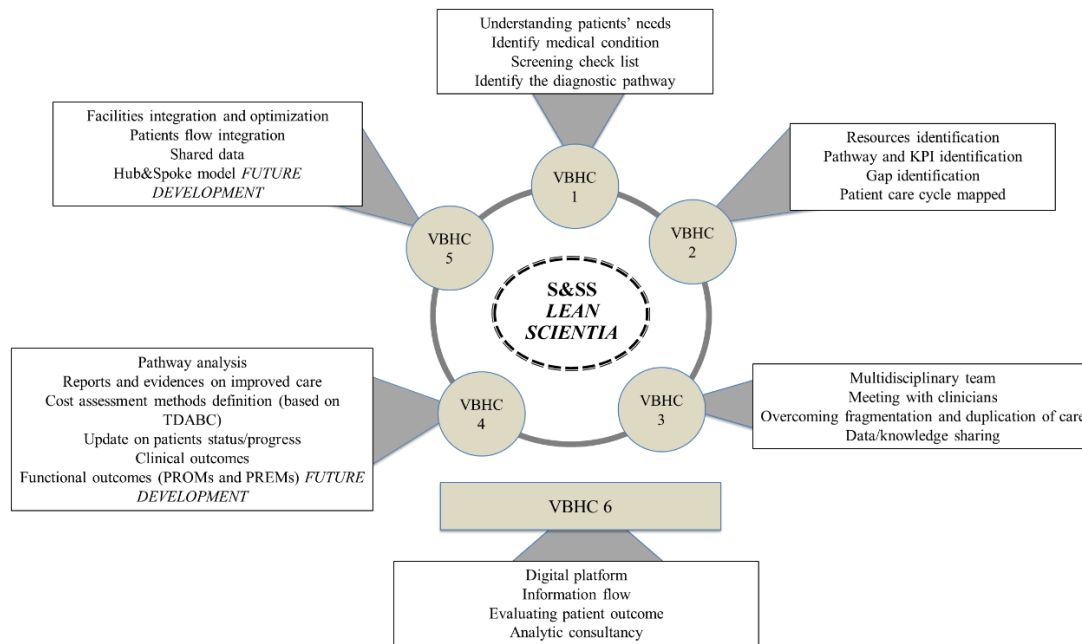 Understanding patients' needs
Identify medical condition
Screening check list
Identify the diagnostic pathway
Facilities integration and optimization
Patients flow integration
Shared data
Hub&Spoke model FUTURE
DEVELOPMENT
Resources identification
Pathway and KPI identification
Gap identification
Patient care cycle mapped
VBHC
1
VBHC
2
VBHC
5
S&SS
LEAN
SCIENTIA
Pathway analysis
Reports and evidences on improved care
Cost assessment methods definition (based on
TDABC)
Update on patients status/progress
Clinical outcomes
Functional outcomes (PROMs and PREMs) FUTURE
DEVELOPMENT
VBHC
4
VBHC
3
Multidisciplinary team
Meeting with clinicians
Overcoming fragmentation and duplication of care
Data/knowledge sharing
VBHC 6
Digital platform
Information flow
Evaluating patient outcome
Analytic consultancy